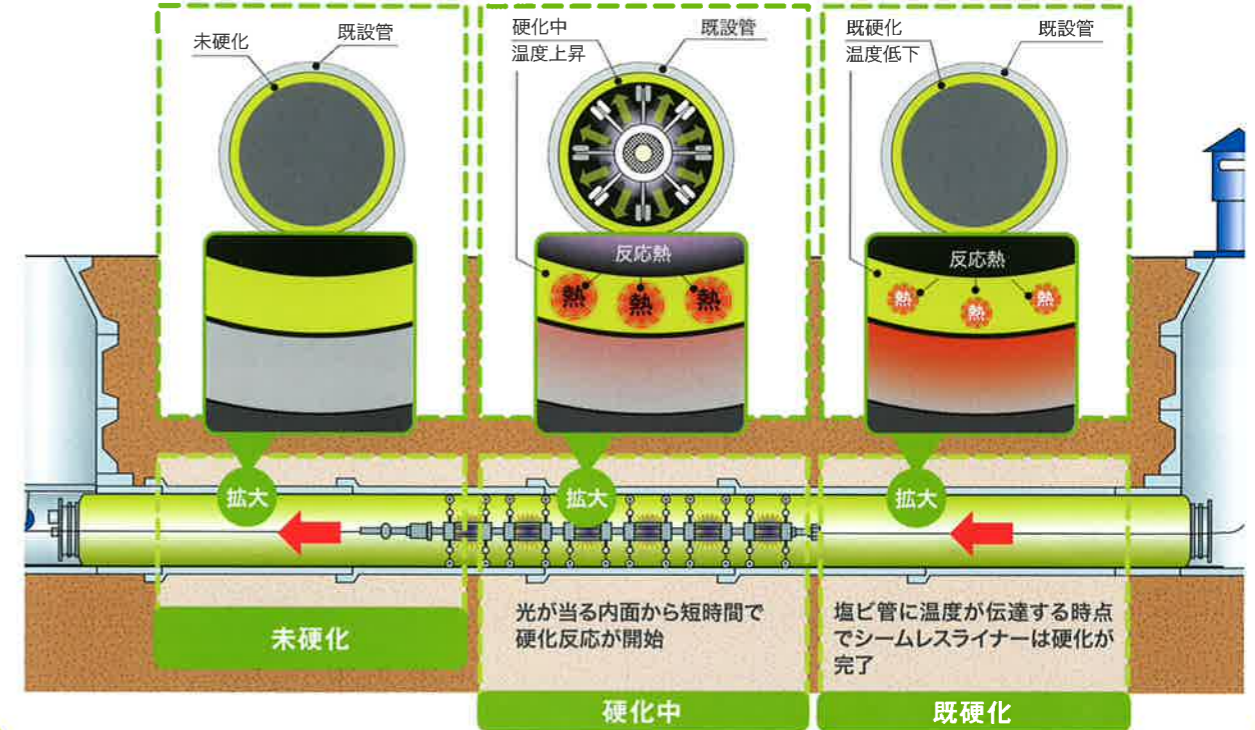 未硬化
既設管
硬化中
温度上昇
既設管
既硬化
温度低下
既設管
反応熱
熱
熱
熱
反応熱
熱
熱
熱
拡大
拡大
拡大
未硬化
光が当る内面から短時間で
硬化反応が開始
硬化中
塩ビ管に温度が伝達する時点
でシームレスライナーは硬化が
完了
既硬化